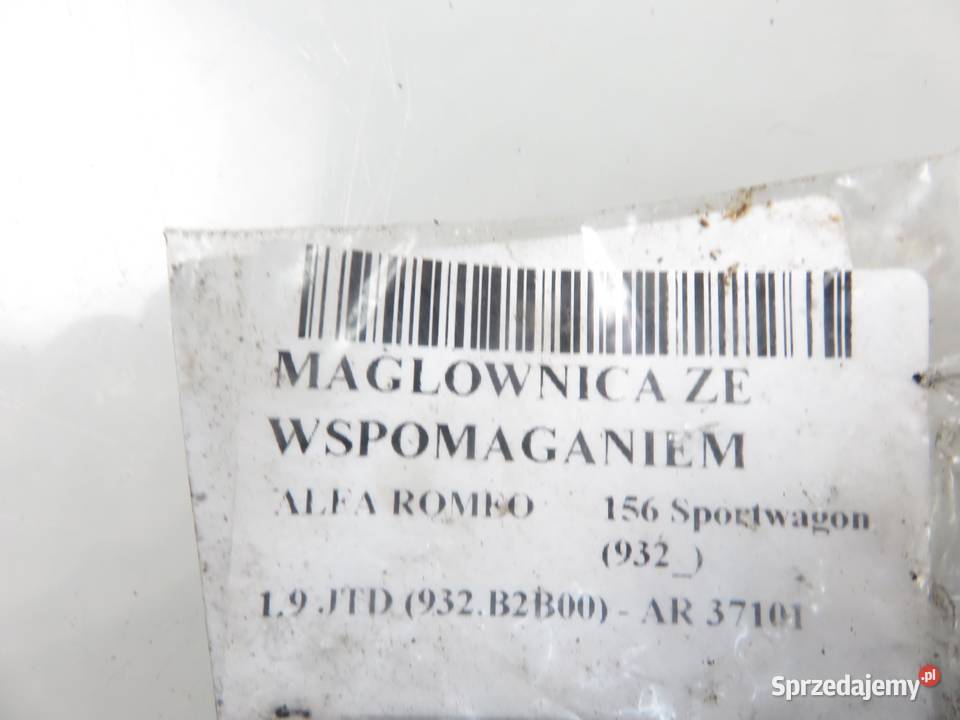 MAGLOWNICA ZE
WSPOMAGANIEM
ALFA ROMEO 156 Sportwagon
(932_)
1.9 JTD (932.B2B00) - AR 37101
Sprzedajemy.pl